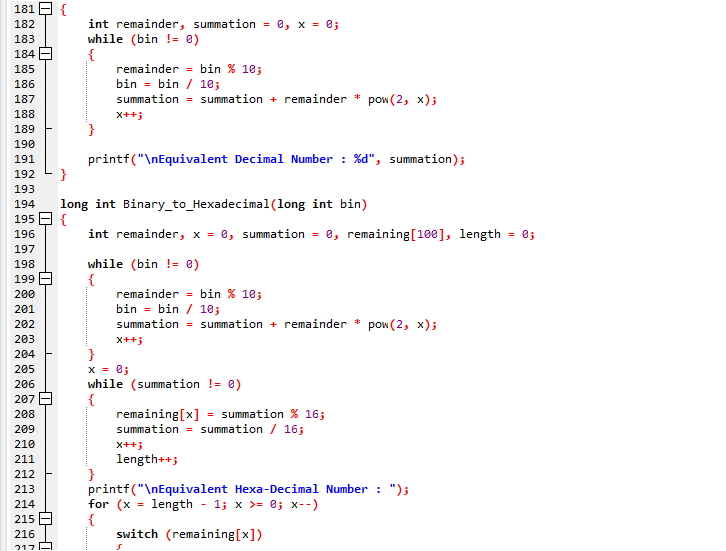 181 {
182     int remainder, summation = 0, x = 0;
183     while (bin != 0)
184     {
185         remainder = bin % 10;
186         bin = bin / 10;
187         summation = summation + remainder * pow(2, x);
188         x++;
189     }
190
191     printf("\nEquivalent Decimal Number : %d", summation);
192 }
193
194 long int Binary_to_Hexadecimal(long int bin)
195 {
196     int remainder, x = 0, summation = 0, remaining[100], length = 0;
197
198     while (bin != 0)
199     {
200         remainder = bin % 10;
201         bin = bin / 10;
202         summation = summation + remainder * pow(2, x);
203         x++;
204     }
205     x = 0;
206     while (summation != 0)
207     {
208         remaining[x] = summation % 16;
209         summation = summation / 16;
210         x++;
211         length++;
212     }
213     printf("\nEquivalent Hexa-Decimal Number : ");
214     for (x = length - 1; x >= 0; x--)
215     {
216         switch (remaining[x])
217         {